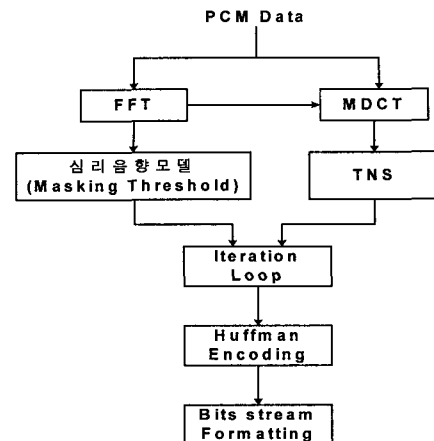 PCM Data
FFT
MDCT
심리음향모델
(Masking Threshold)
TNS
Iteration
Loop
Huffman
Encoding
Bits stream
Formatting